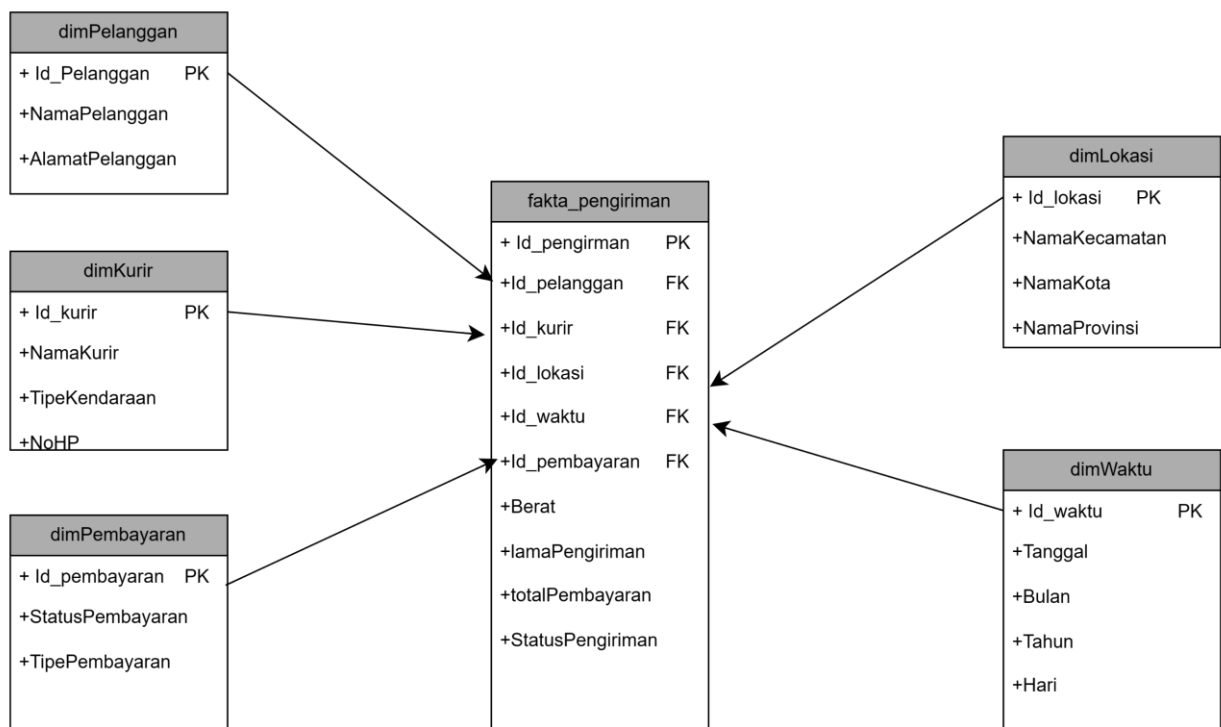 dimPelanggan
+ Id_Pelanggan PK
+NamaPelanggan
+AlamatPelanggan
dimKurir
+ Id_kurir PK
+NamaKurir
+TipeKendaraan
+NoHP
dimPembayaran
+ Id_pembayaran PK
+StatusPembayaran
+TipePembayaran
fakta_pengiriman
+ Id_pengirman PK
+Id_pelanggan FK
+Id_kurir FK
+Id_lokasi FK
+Id_waktu FK
+Id_pembayaran FK
+Berat
+lamaPengiriman
+totalPembayaran
+StatusPengiriman
dimLokasi
+ Id_lokasi PK
+NamaKecamatan
+NamaKota
+NamaProvinsi
dimWaktu
+ Id_waktu PK
+Tanggal
+Bulan
+Tahun
+Hari